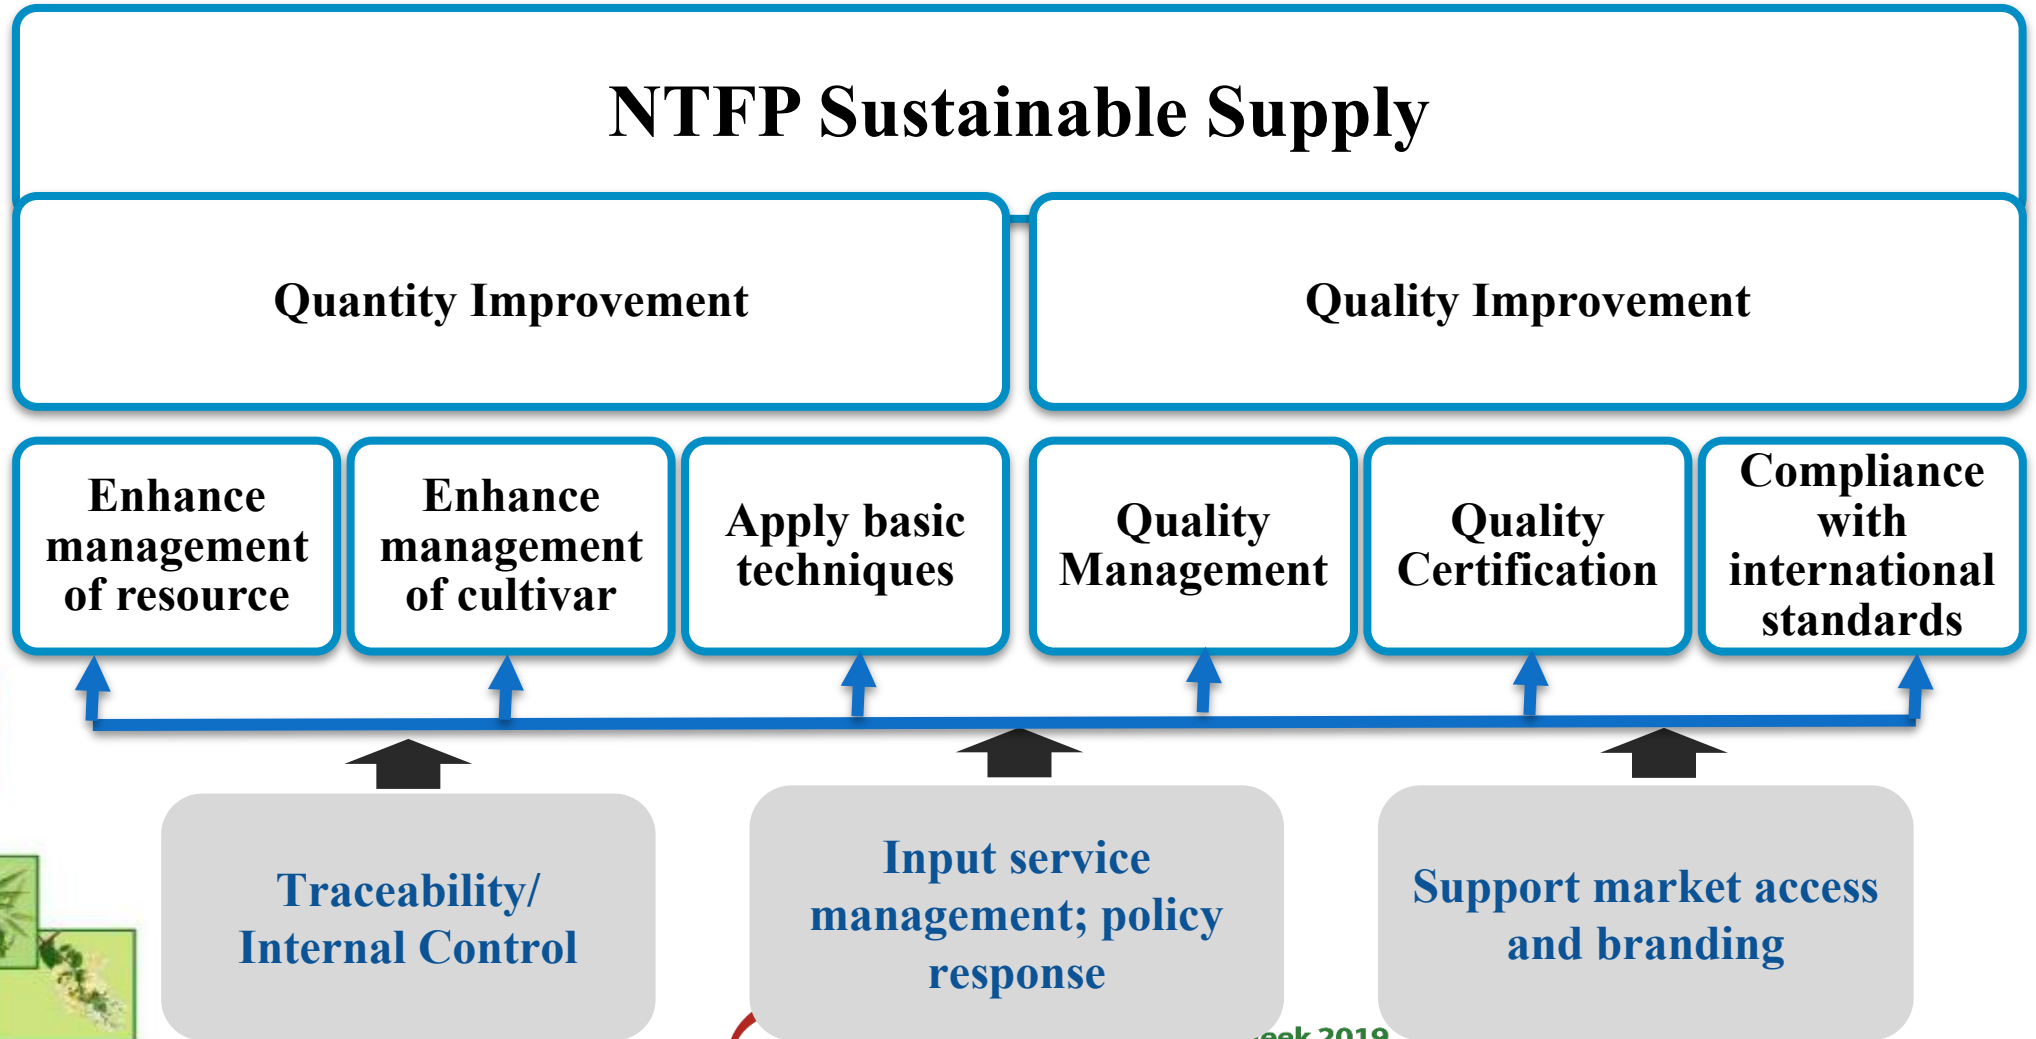 NTFP Sustainable Supply
Quantity Improvement
Quality Improvement
Enhance
management
of resource
Enhance
management
of cultivar
Apply basic
techniques
Quality
Management
Quality
Certification
Compliance
with
international
standards
Traceability/
Internal Control
Input service
management; policy
response
Support market access
and branding
2019